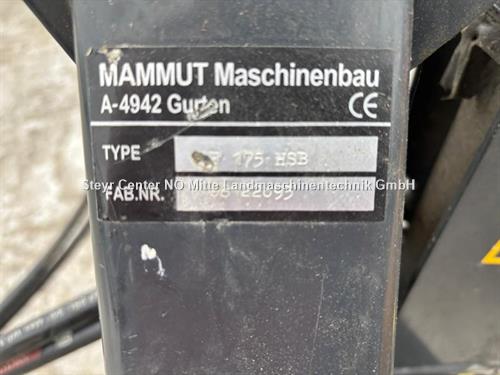 MAMMUT Maschinenbau
A-4942 Gurten
CE
TYPE 175 HSB
Steyr Center NÖ Mitte Landmaschinentechnik GmbH
FAB.NR.